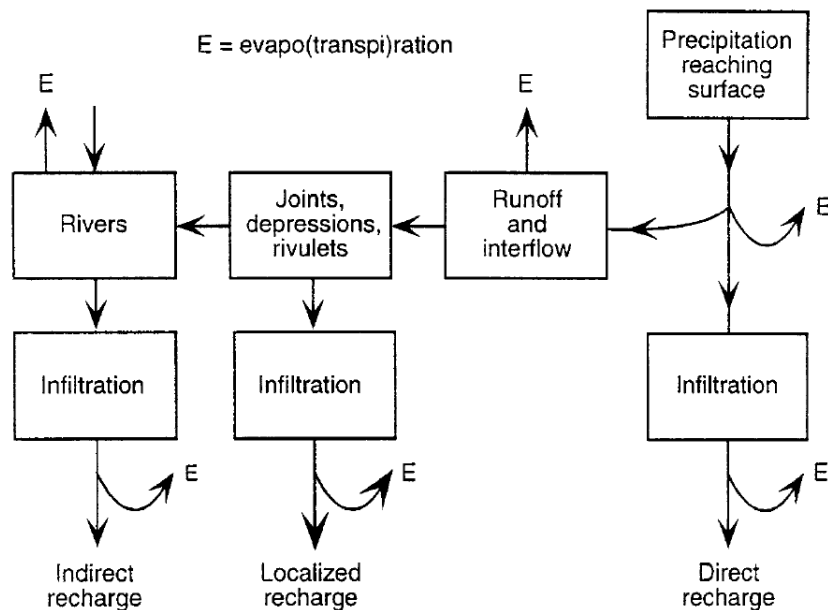 E = evapo(transpi)ration
Precipitation
reaching
surface
E
E
Rivers
Joints,
depressions,
rivulets
Runoff
and
interflow
E
Infiltration
Infiltration
Infiltration
E
E
E
Indirect
recharge
Localized
recharge
Direct
recharge